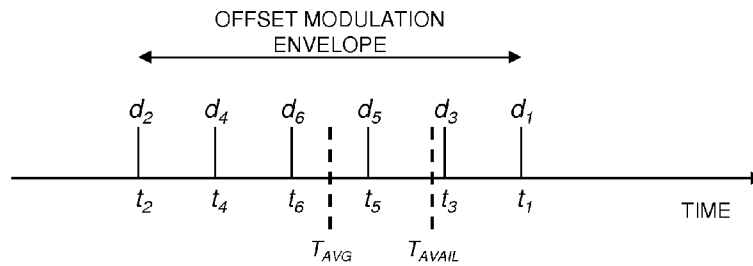 OFFSET MODULATION
ENVELOPE
d2 d4 d6 d5 d3 d1
t2 t4 t6 t5 t3 t1
TIME
TAVG TAVAIL